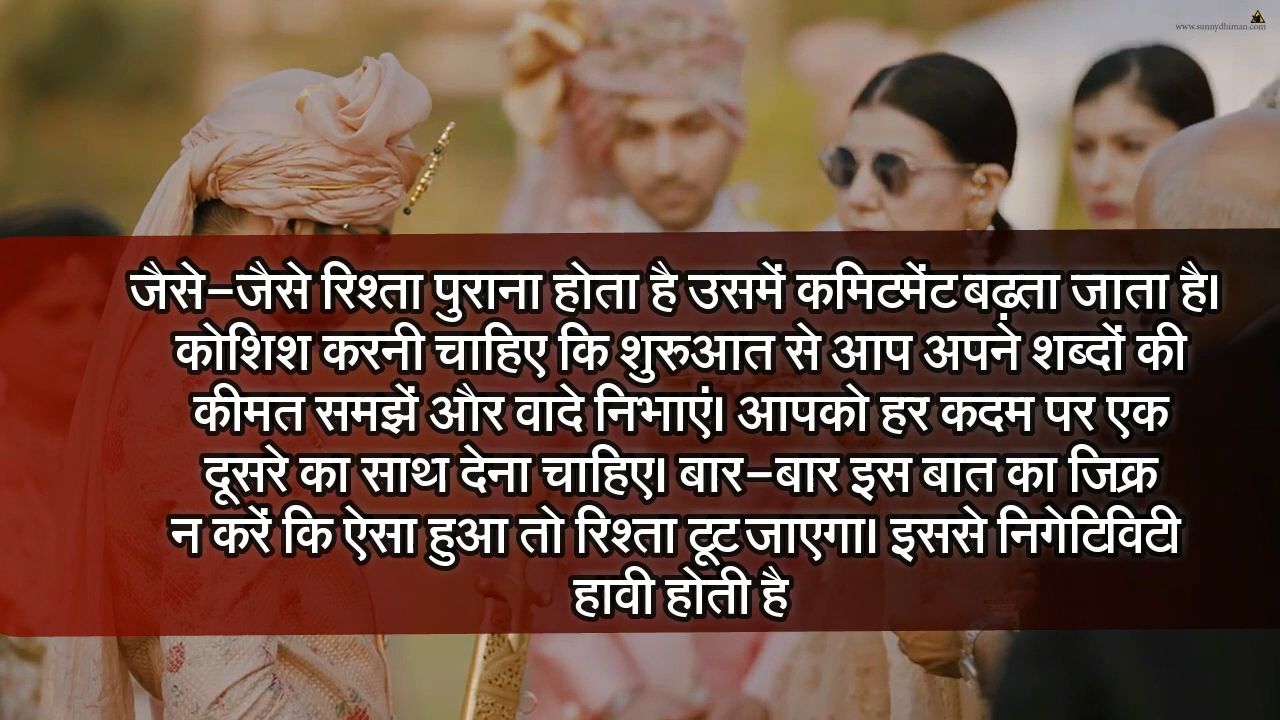 www.sunnydhiman.com
जैसे-जैसे रिश्ता पुराना होता है उसमें कमिटमेंट बढ़ता जाता है।
कोशिश करनी चाहिए कि शुरुआत से आप अपने शब्दों की
कीमत समझें और वादे निभाएं। आपको हर कदम पर एक
दूसरे का साथ देना चाहिए। बार-बार इस बात का जिक्र
न करें कि ऐसा हुआ तो रिश्ता टूट जाएगा। इससे निगेटिविटी
हावी होती है